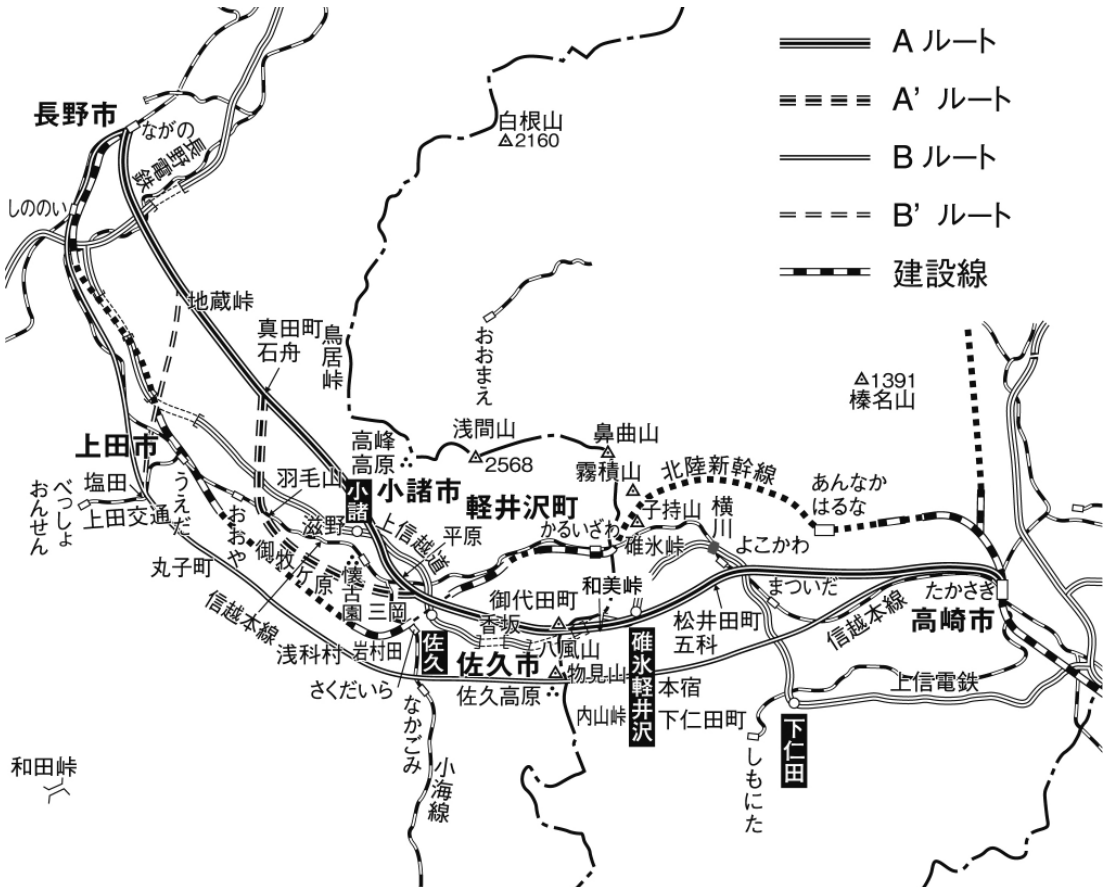 A ルート
A' ルート
B ルート
B' ルート
建設線
長野市
ながの
長野電鉄
しののい
白根山
2160
地蔵峠
真田町
石舟
鳥居峠
おおまえ
1391
榛名山
上田市
塩田
べっしょ
おんせん
上田交通
うえだ
おおや
羽毛山
高峰
高原
浅間山
2568
鼻曲山
霧積山
北陸新幹線
あんなか
はるな
小諸
小諸市
軽井沢町
かるいざわ
子持山
碓氷峠
横川
よこかわ
滋野
上信越道
平原
御牧ケ原
懐古園
三岡
丸子町
信越本線
浅科村
岩村田
さくだいら
佐久
佐久市
香坂
御代田町
八風山
和美峠
物見山
佐久高原
内山峠
碓氷軽井沢
本宿
下仁田町
松井田町
五科
まついだ
信越本線
たかさき
高崎市
上信電鉄
下仁田
しもにた
なかごみ
小海線
和田峠